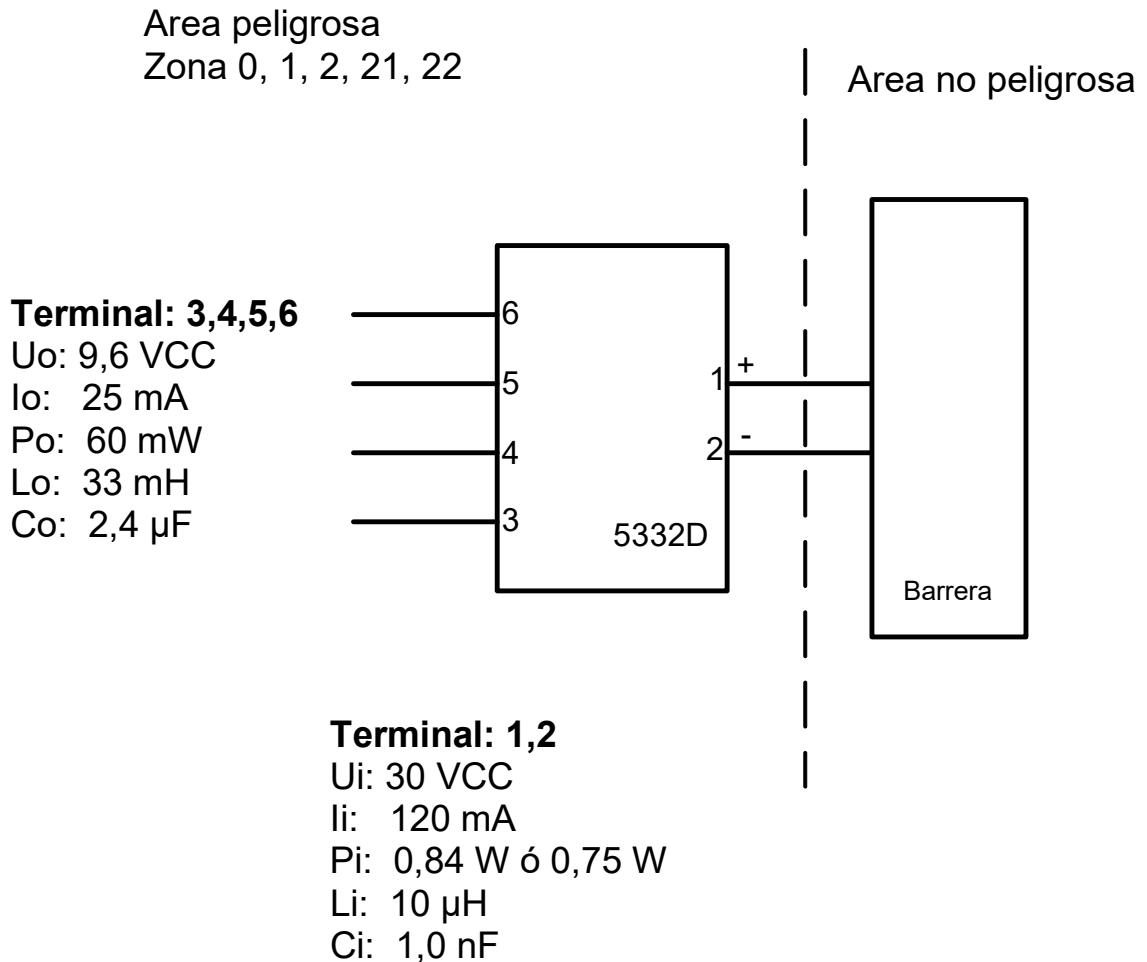 Area peligrosa
Zona 0, 1, 2, 21, 22
Area no peligrosa
Terminal: 3,4,5,6
Uo: 9,6 VCC
Io: 25 mA
Po: 60 mW
Lo: 33 mH
Co: 2,4 µF
6
5
4
3
1
+
2
-
5332D
Barrera
Terminal: 1,2
Ui: 30 VCC
Ii: 120 mA
Pi: 0,84 W ó 0,75 W
Li: 10 µH
Ci: 1,0 nF